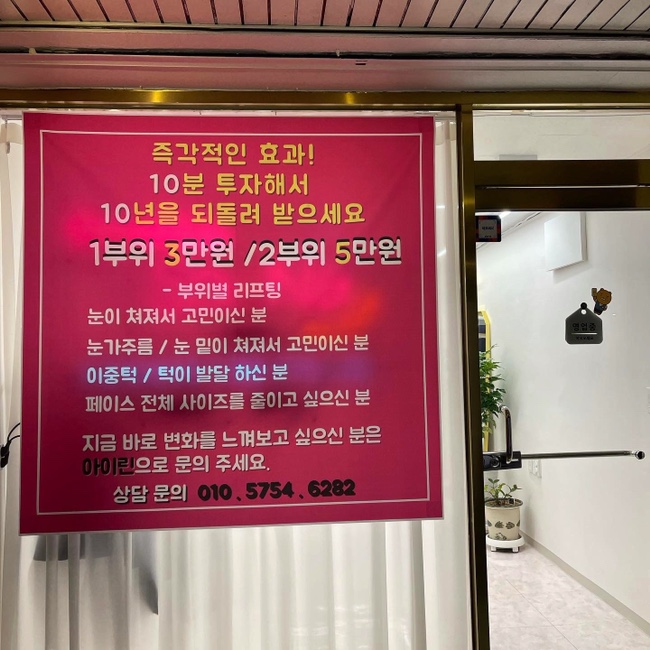 즉각적인 효과!
10분 투자해서
10년을 되돌려 받으세요
1부위 3만원 /2부위 5만원
- 부위별 리프팅
눈이 쳐져서 고민이신 분
눈가주름 / 눈 밑이 쳐져서 고민이신 분
이중턱 / 턱이 발달 하신 분
페이스 전체 사이즈를 줄이고 싶으신 분
지금 바로 변화를 느껴보고 싶으신 분은
아이린으로 문의 주세요.
상담 문의 010.5754.6282
영업중